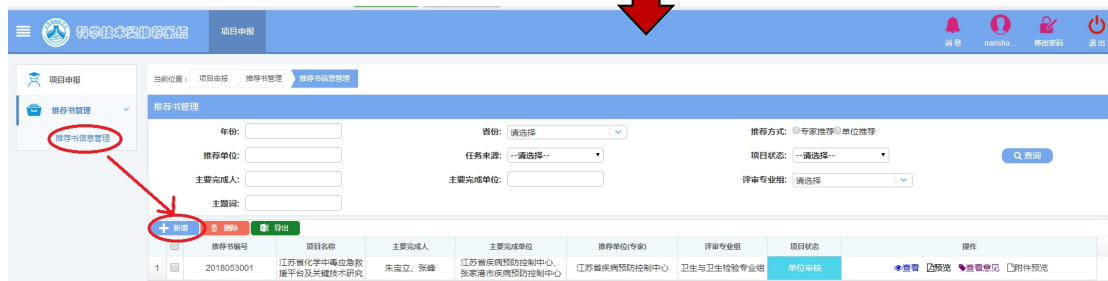 科学技术奖推荐系统
项目申报
消息
narisha...
修改密码
退出
项目申报
推荐书管理
推荐书信息管理
当前位置： 项目申报 推荐书管理 推荐书信息管理
推荐书管理
年份: 省份: 请选择 推荐方式: 专家推荐 单位推荐
推荐单位: 任务来源: --请选择-- 项目状态: --请选择-- 查询
主要完成人: 主要完成单位: 评审专业组: 请选择
主题词:
新增 删除 导出
推荐书编号 项目名称 主要完成人 主要完成单位 推荐单位(专家) 评审专业组 项目状态 操作
1 2018053001 江苏省化学中毒应急救援平台及关键技术研究 朱宝立、张峰 江苏省疾病预防控制中心、张家港市疾病预防控制中心 江苏省疾病预防控制中心 卫生与卫生检验专业组 单位审核 查看 预览 查看意见 附件预览